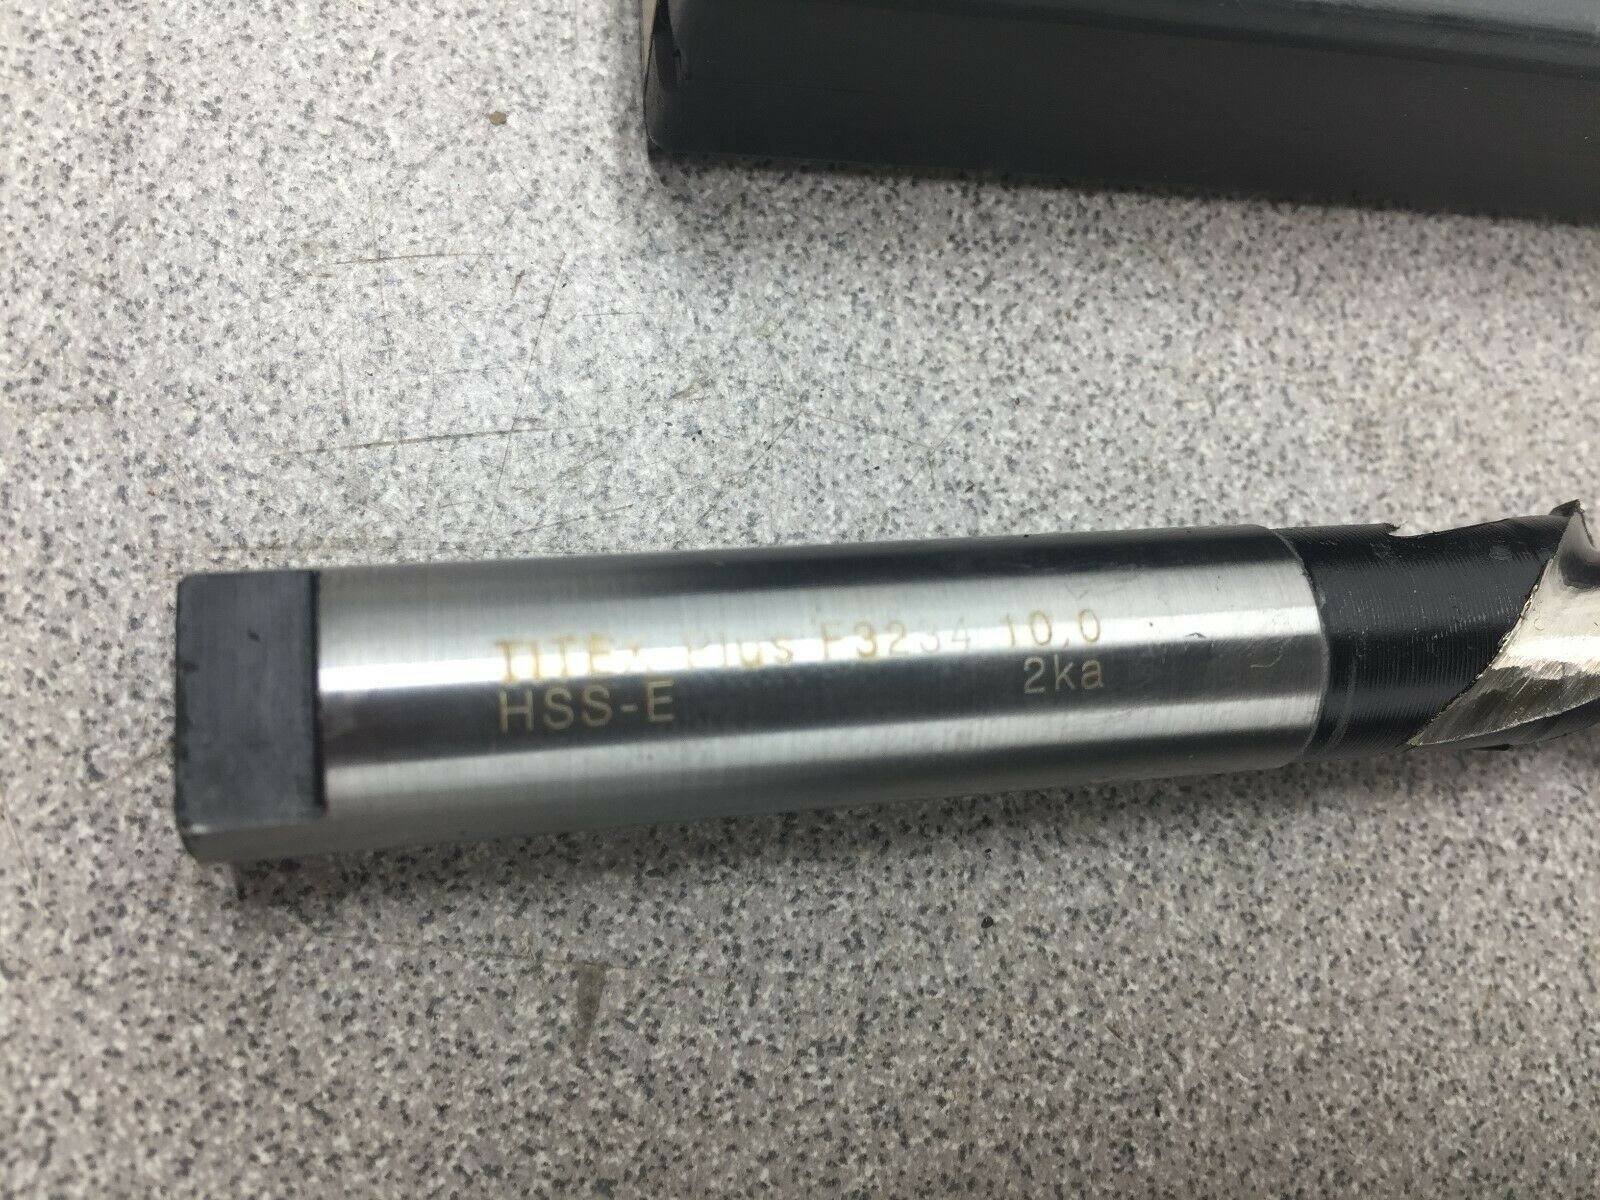 TITEx Plus F3234 10,0
HSS-E 2ka